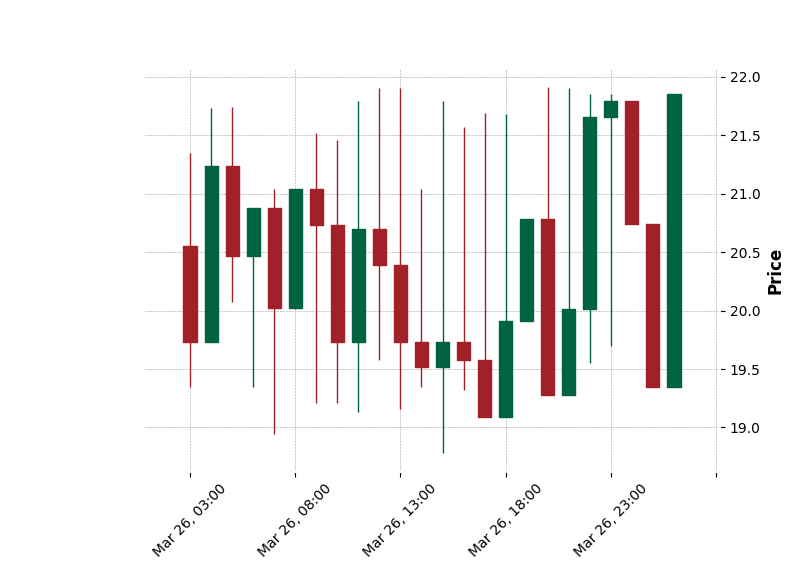 22.0
21.5
21.0
20.5
20.0
19.5
19.0
Price
Mar 26, 03:00
Mar 26, 08:00
Mar 26, 13:00
Mar 26, 18:00
Mar 26, 23:00